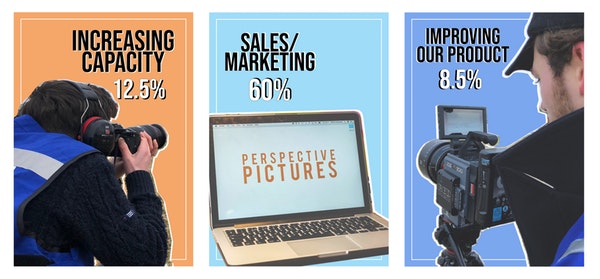 INCREASING
CAPACITY
12.5%
SALES/
MARKETING
60%
PERSPECTIVE
PICTURES
IMPROVING
OUR PRODUCT
8.5%